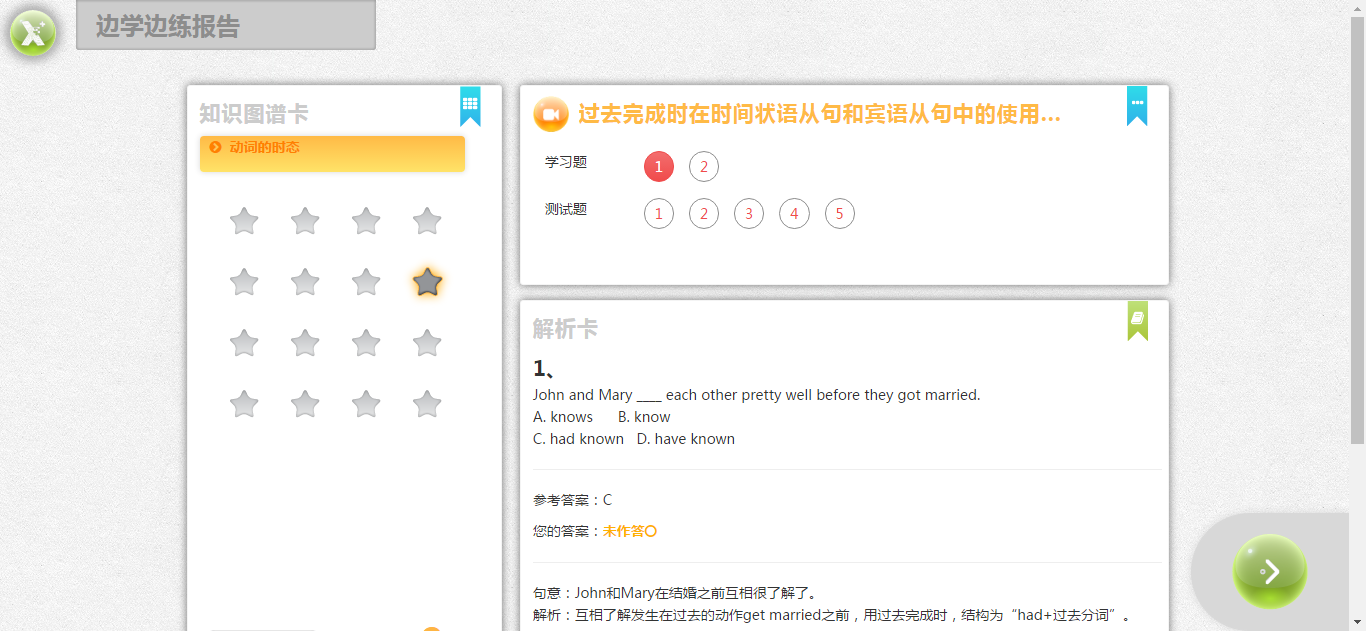 边学边练报告
知识图谱卡
动词的时态
过去完成时在时间状语从句和宾语从句中的使用...
学习题 1 2
测试题 1 2 3 4 5
解析卡
1、
John and Mary ____ each other pretty well before they got married.
A. knows B. know
C. had known D. have known
参考答案：C
您的答案：未作答〇
句意：John和Mary在结婚之前互相很了解了。
解析：互相了解发生在过去的动作get married之前，用过去完成时，结构为“had+过去分词”。